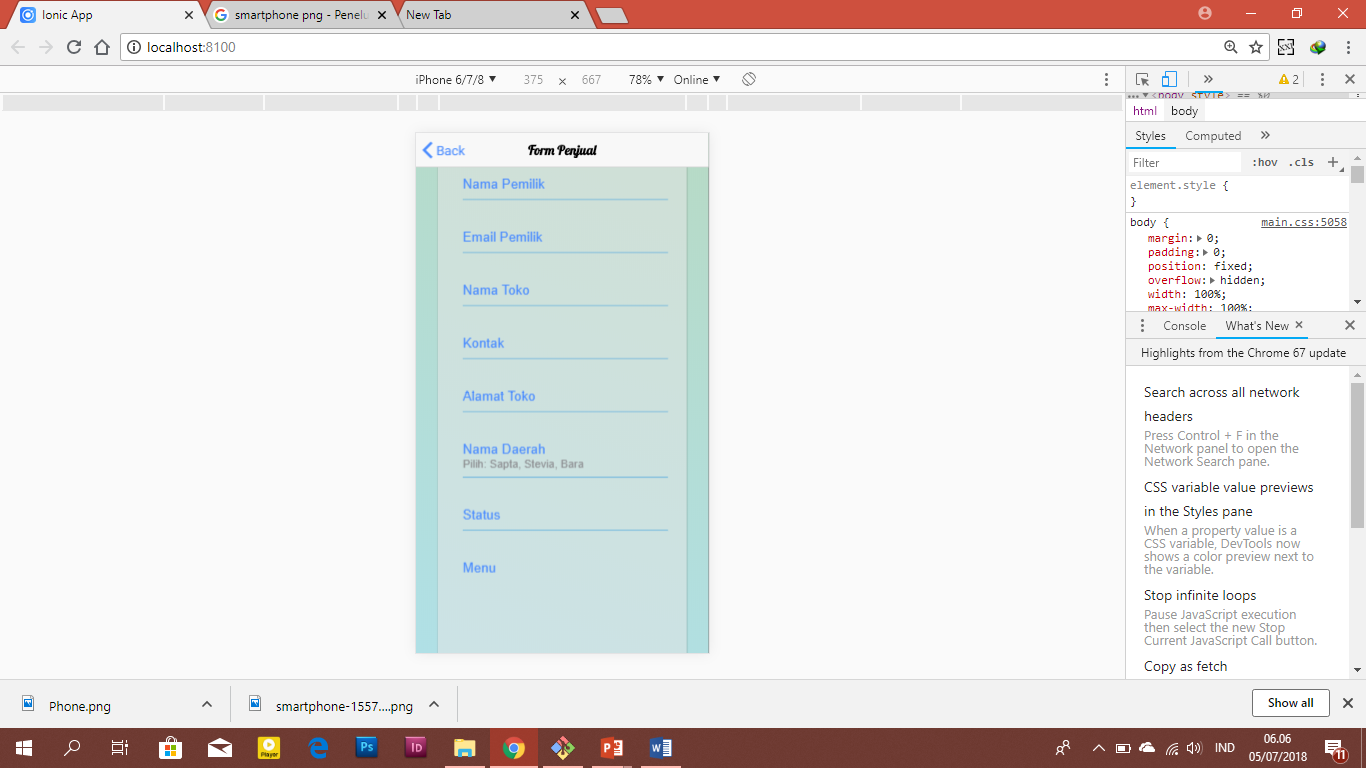 Ionic App
smartphone png - Penelu
New Tab
localhost:8100
iPhone 6/7/8
375
x
667
78%
Online
2
<body style> == $0
html
body
Styles
Computed
Filter
:hov
.cls
element.style {
}
body {
main.css:5058
margin: 0;
padding: 0;
position: fixed;
overflow: hidden;
width: 100%;
max-width: 100%;
Back
Form Penjual
Nama Pemilik
Email Pemilik
Nama Toko
Kontak
Alamat Toko
Nama Daerah
Pilih: Sapta, Stevia, Bara
Status
Menu
Console
What's New
Highlights from the Chrome 67 update
Search across all network
headers
Press Control + F in the
Network panel to open the
Network Search pane.
CSS variable value previews
in the Styles pane
When a property value is a
CSS variable, DevTools now
shows a color preview next to
the variable.
Stop infinite loops
Pause JavaScript execution
then select the new Stop
Current JavaScript Call button.
Copy as fetch
Phone.png
smartphone-1557....png
Show all
Player
Ps
Id
IND
06.06
05/07/2018
11